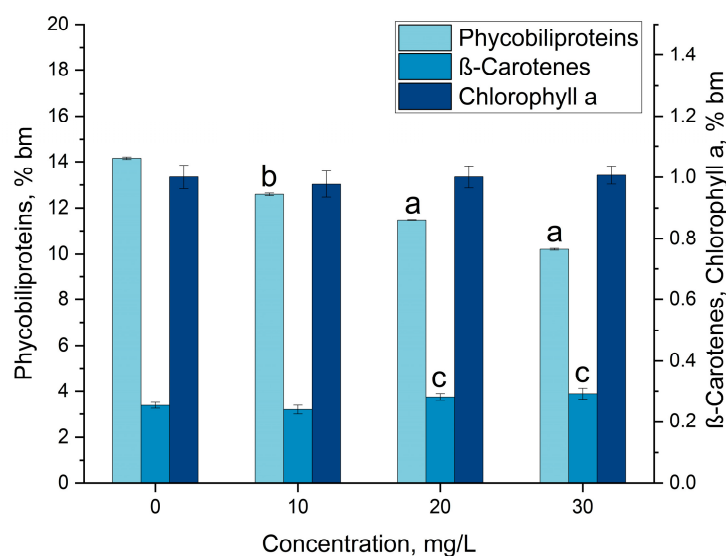 Phycobiliproteins
ß-Carotenes
Chlorophyll a
Phycobiliproteins, % bm
20
18
16
14
12
10
8
6
4
2
0
ß-Carotenes, Chlorophyll a, % bm
1.4
1.2
1.0
0.8
0.6
0.4
0.2
0.0
b
a
a
c
c
0 10 20 30
Concentration, mg/L